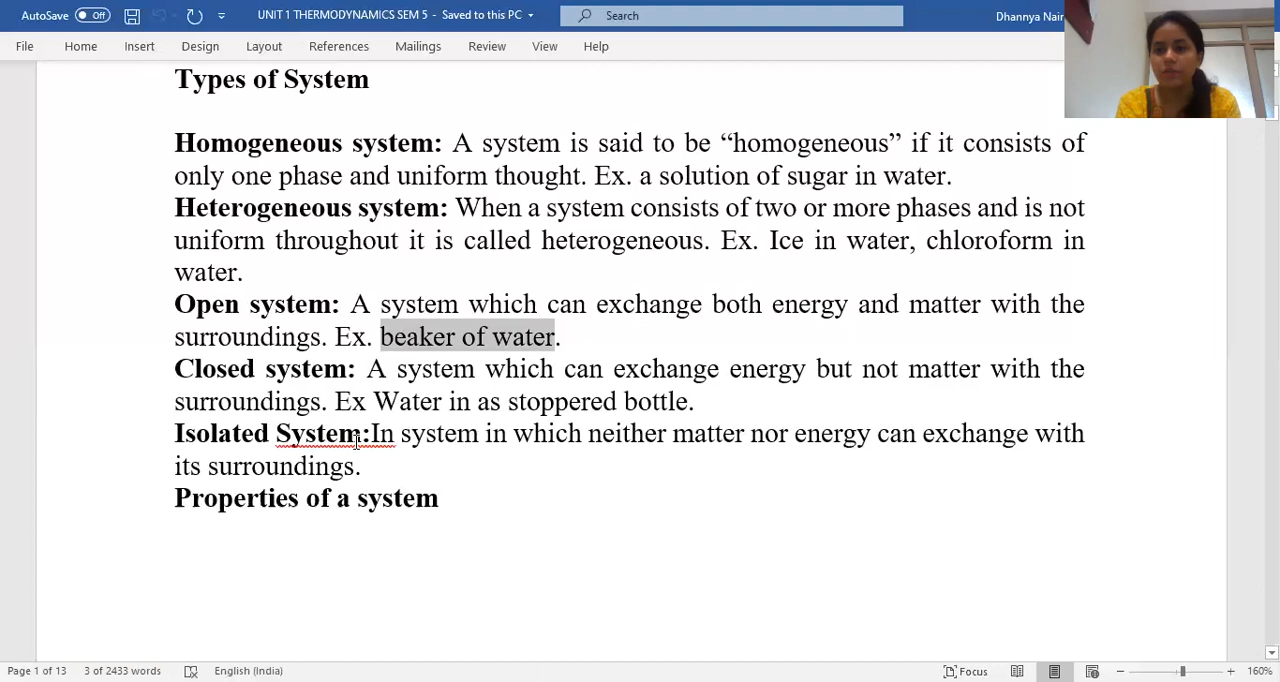 AutoSave Off UNIT 1 THERMODYNAMICS SEM 5 - Saved to this PC Search Dhannya Nair
File Home Insert Design Layout References Mailings Review View Help
Types of System
Homogeneous system: A system is said to be “homogeneous” if it consists of
only one phase and uniform thought. Ex. a solution of sugar in water.
Heterogeneous system: When a system consists of two or more phases and is not
uniform throughout it is called heterogeneous. Ex. Ice in water, chloroform in
water.
Open system: A system which can exchange both energy and matter with the
surroundings. Ex. beaker of water.
Closed system: A system which can exchange energy but not matter with the
surroundings. Ex Water in as stoppered bottle.
Isolated System:In system in which neither matter nor energy can exchange with
its surroundings.
Properties of a system
Page 1 of 13 3 of 2433 words English (India) Focus 160%